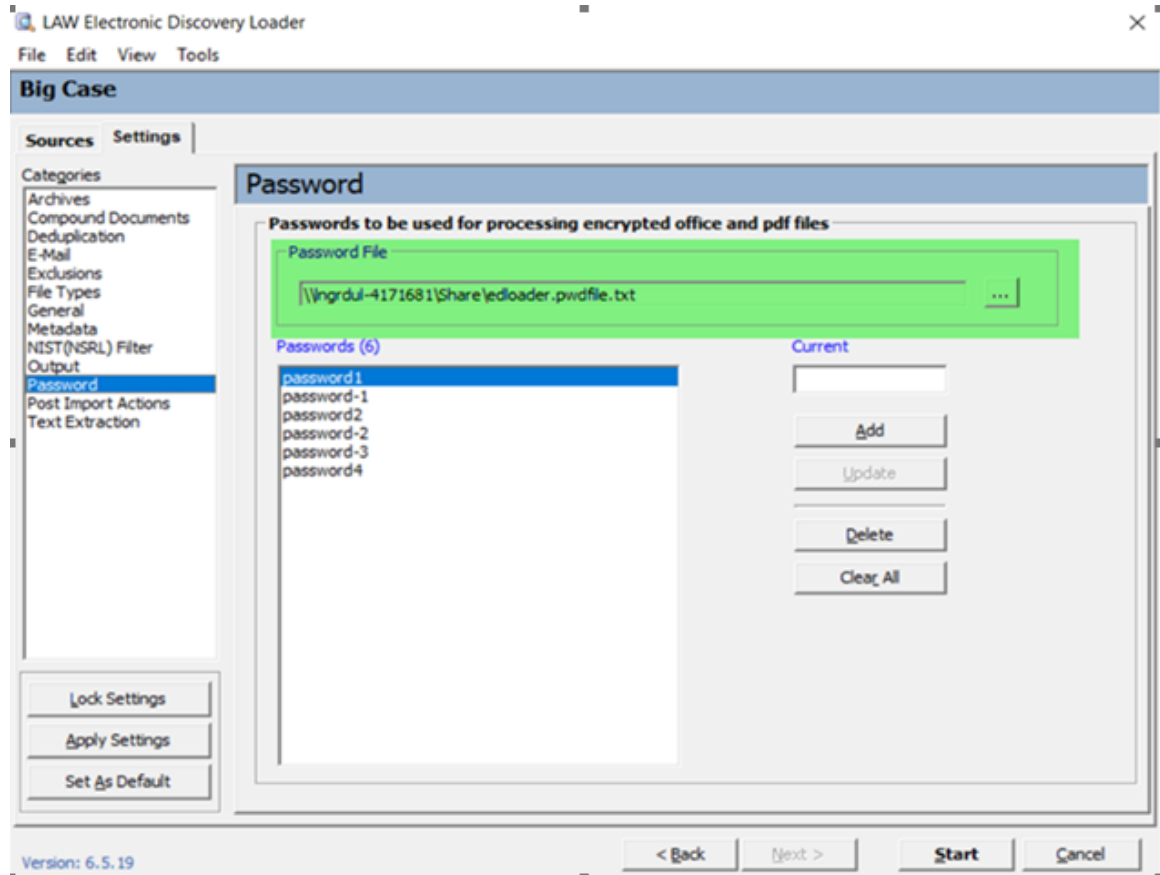 LAW Electronic Discovery Loader
File Edit View Tools
Big Case
Sources Settings
Categories
Archives
Compound Documents
Deduplication
E-Mail
Exclusions
File Types
General
Metadata
NIST(NSRL) Filter
Output
Password
Post Import Actions
Text Extraction
Lock Settings
Apply Settings
Set As Default
Password
Passwords to be used for processing encrypted office and pdf files
Password File
\\lngrdul-4171681\Share\edloader.pwdfile.txt
...
Passwords (6)
password1
password-1
password2
password-2
password-3
password4
Current
Add
Update
Delete
Clear All
Version: 6.5.19
< Back Next > Start Cancel